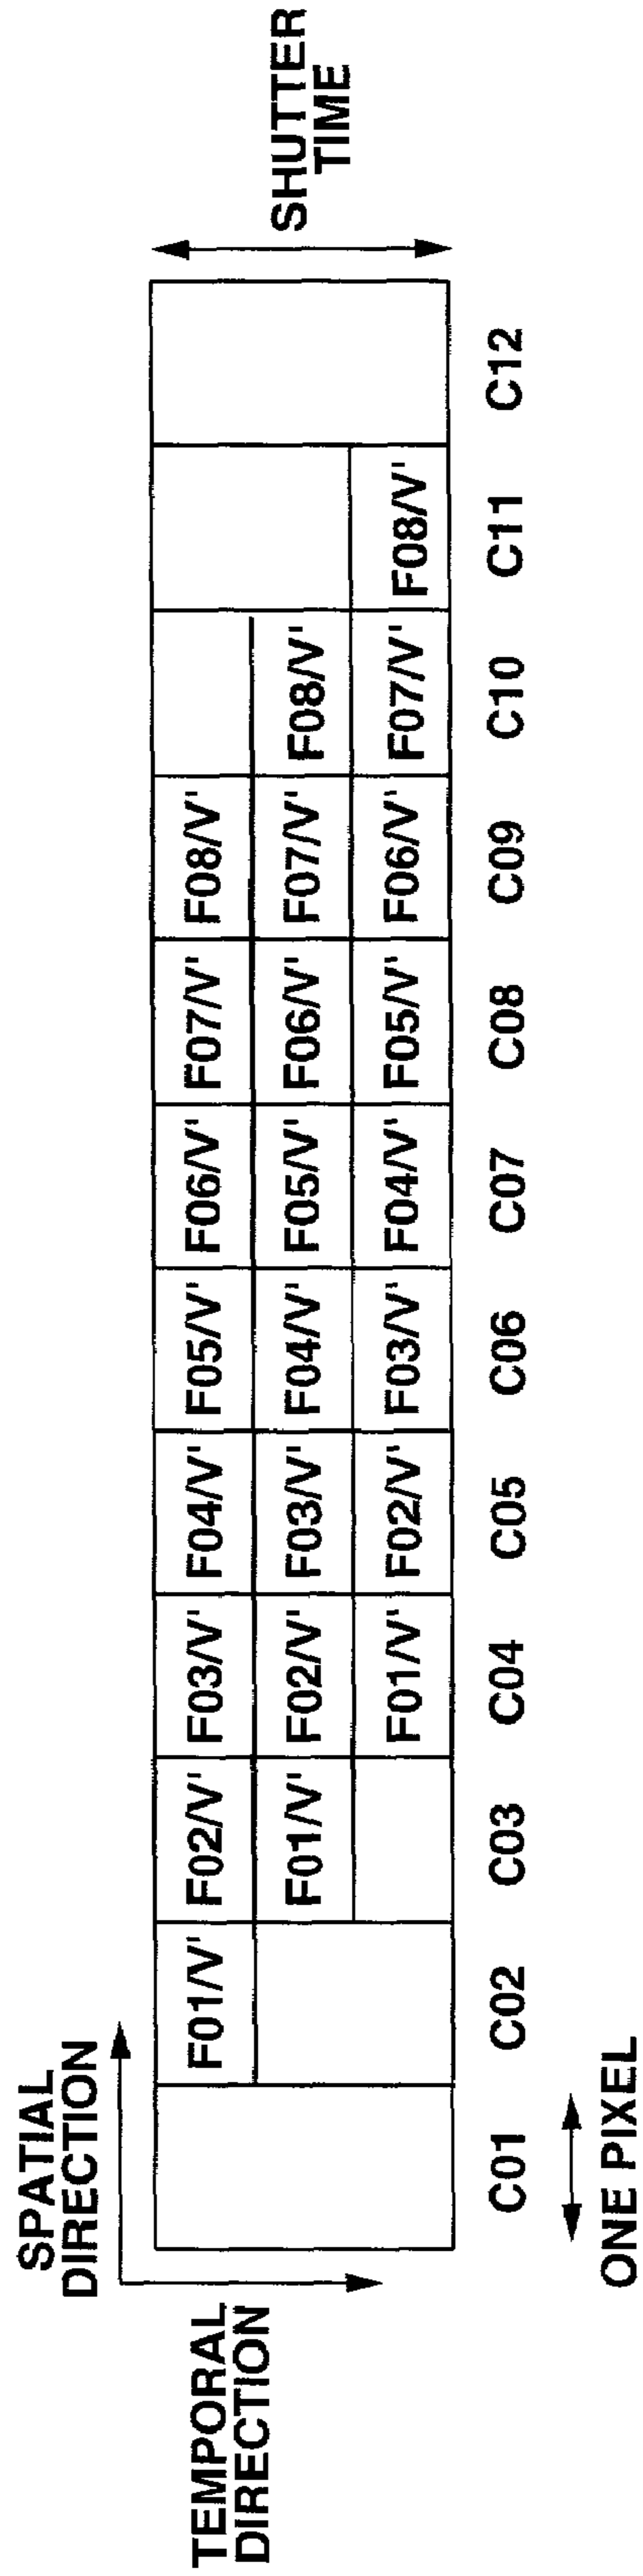 SPATIAL
DIRECTION
TEMPORAL
DIRECTION
SHUTTER
TIME
F01/V' F02/V' F03/V' F04/V' F05/V' F06/V' F07/V' F08/V'
F01/V' F02/V' F03/V' F04/V' F05/V' F06/V' F07/V' F08/V'
F01/V' F02/V' F03/V' F04/V' F05/V' F06/V' F07/V' F08/V'
C01 C02 C03 C04 C05 C06 C07 C08 C09 C10 C11 C12
ONE PIXEL